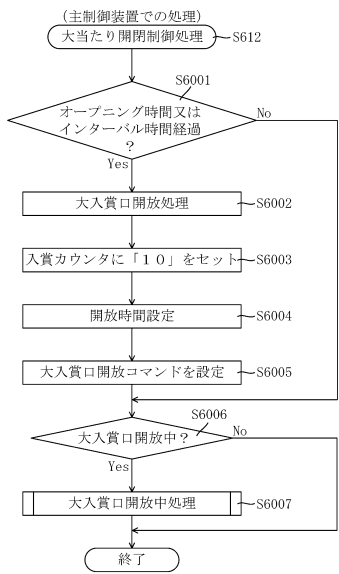 (主制御装置での処理)
大当たり開閉制御処理
S612
S6001
オープニング時間又は
インターバル時間経過
?
No
Yes
大入賞口開放処理
S6002
入賞カウンタに「10」をセット
S6003
開放時間設定
S6004
大入賞口開放コマンドを設定
S6005
S6006
大入賞口開放中?
No
Yes
大入賞口開放中処理
S6007
終了